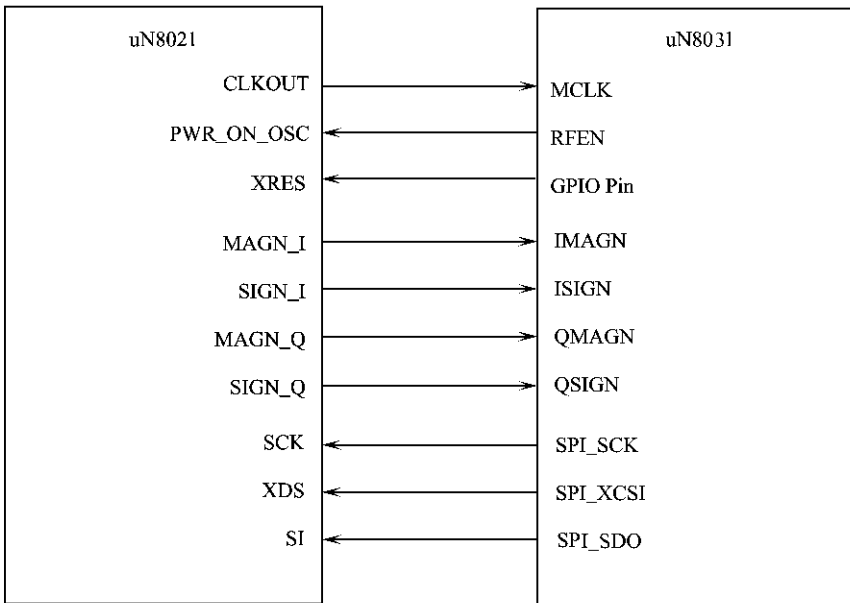 uN8021
uN8031
CLKOUT
MCLK
PWR_ON_OSC
RFEN
XRES
GPIO Pin
MAGN_I
IMAGN
SIGN_I
ISIGN
MAGN_Q
QMAGN
SIGN_Q
QSIGN
SCK
SPI_SCK
XDS
SPI_XCSI
SI
SPI_SDO